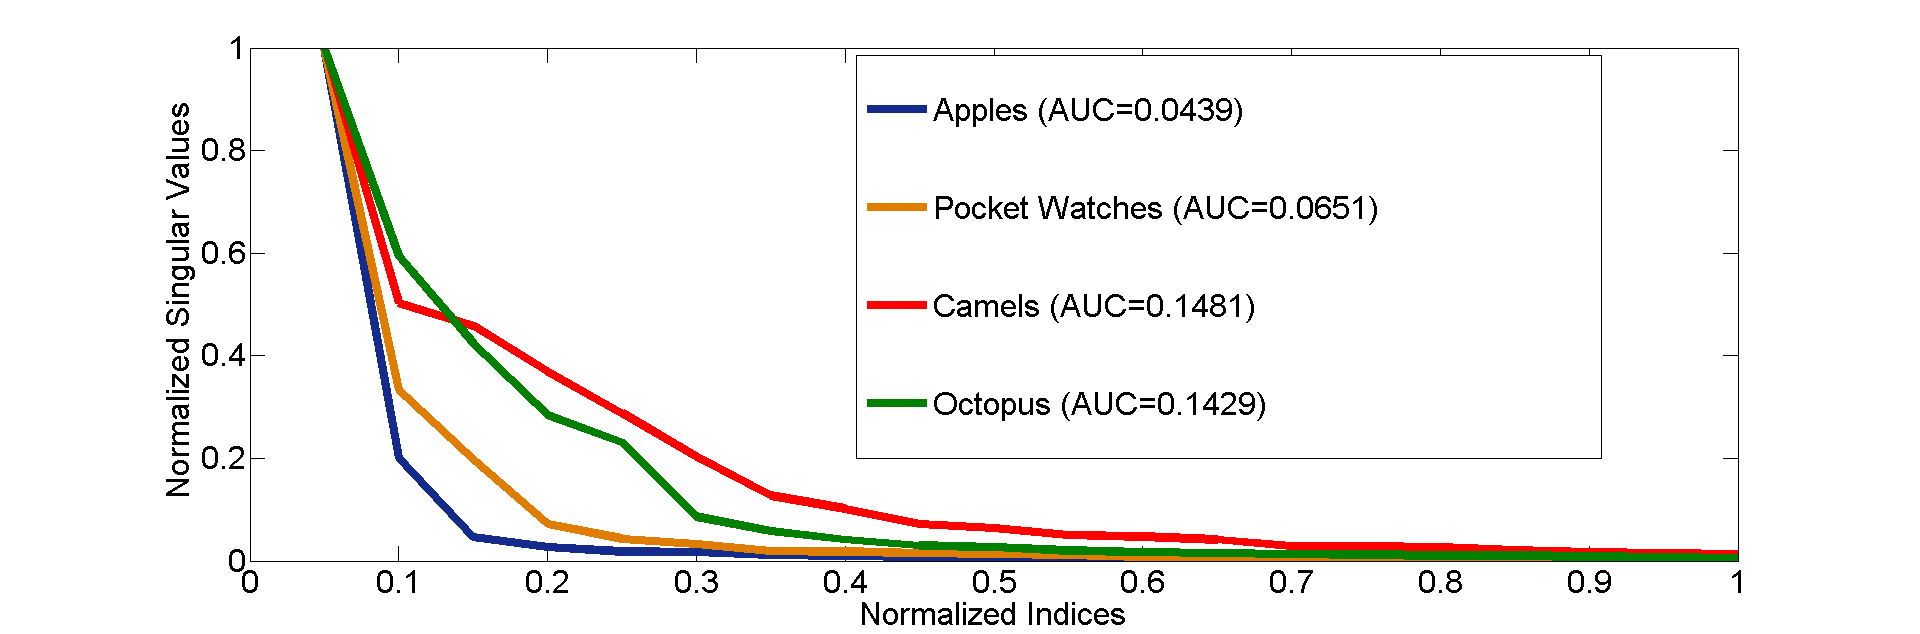 Normalized Singular Values
1
0.8
0.6
0.4
0.2
0
Apples (AUC=0.0439)
Pocket Watches (AUC=0.0651)
Camels (AUC=0.1481)
Octopus (AUC=0.1429)
0 0.1 0.2 0.3 0.4 0.5 0.6 0.7 0.8 0.9 1
Normalized Indices